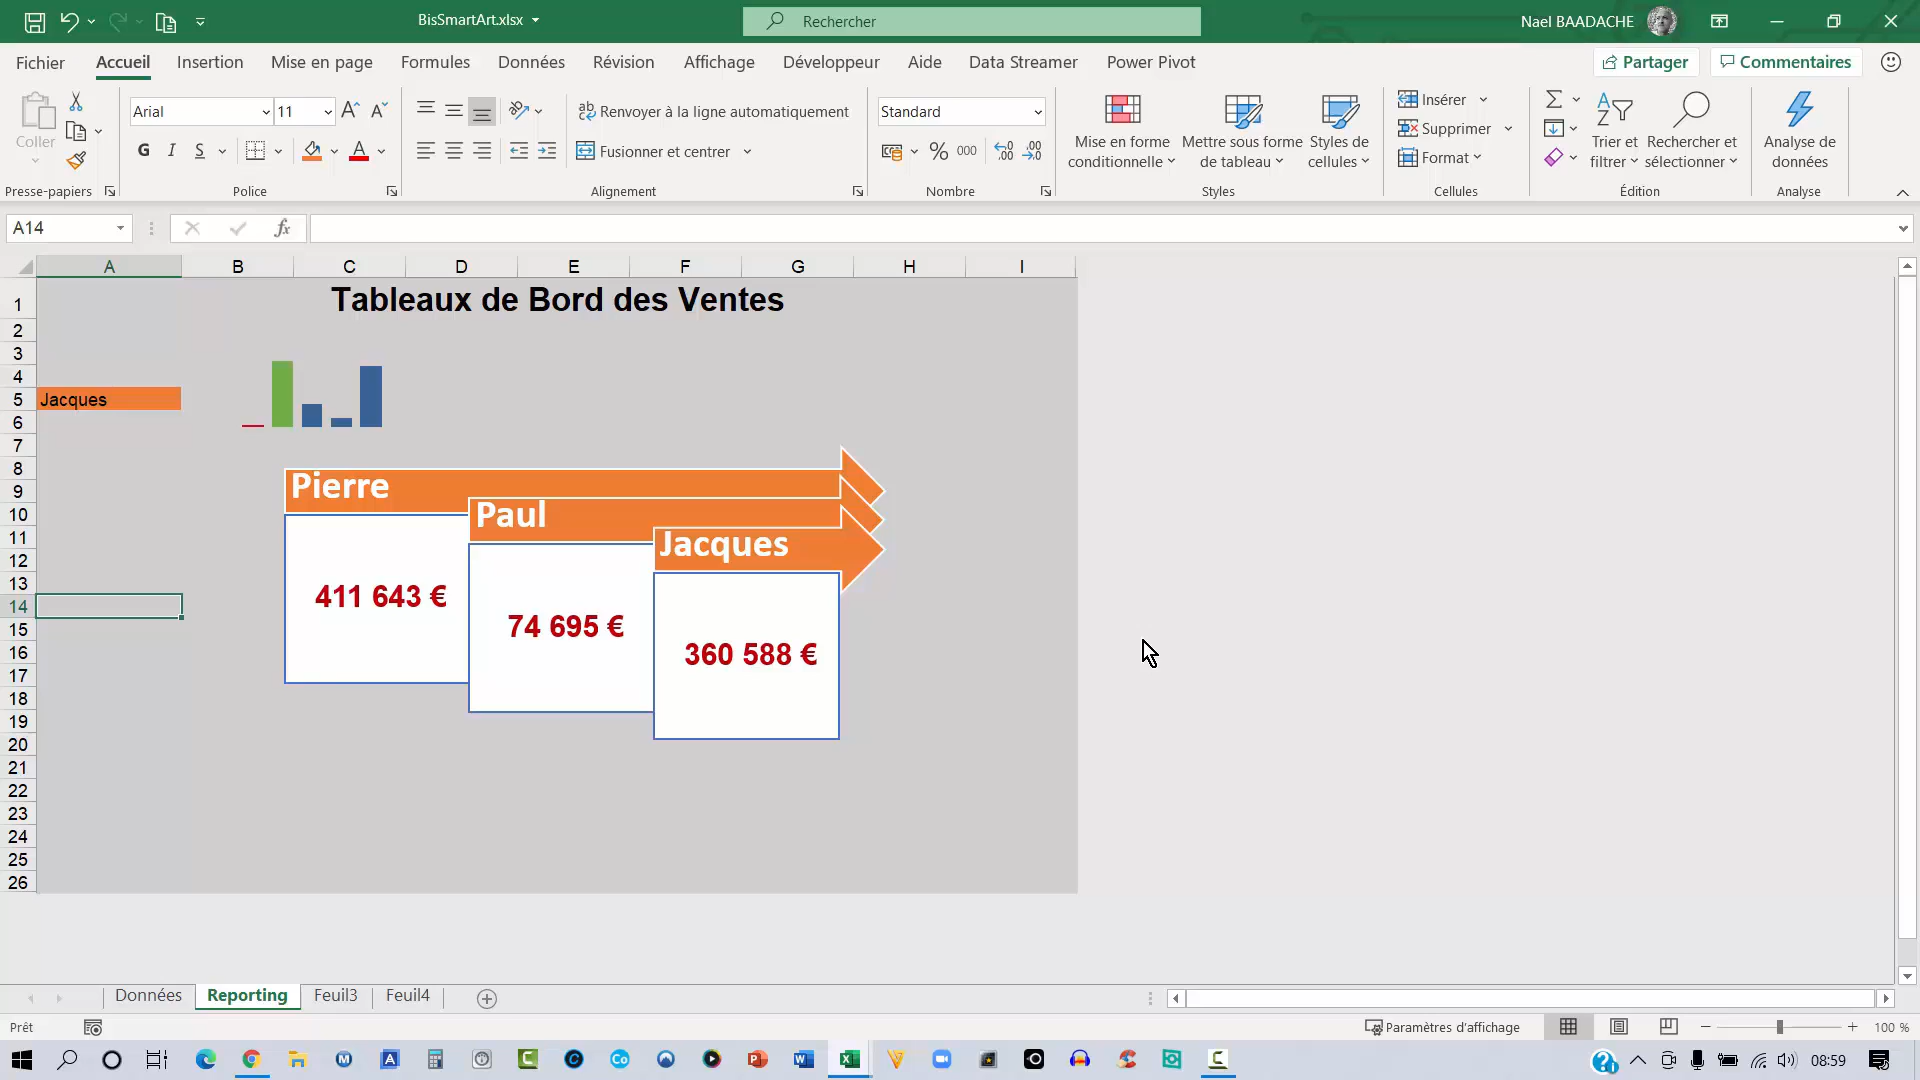 BisSmartArt.xlsx
Rechercher
Nael BAADACHE
Fichier Accueil Insertion Mise en page Formules Données Révision Affichage Développeur Aide Data Streamer Power Pivot Partager Commentaires
Coller
Presse-papiers
Arial 11
G I S
Police
Renvoyer à la ligne automatiquement
Fusionner et centrer
Alignement
Standard
% 000
Nombre
Mise en forme
conditionnelle
Mettre sous forme
de tableau
Styles de
cellules
Styles
Insérer
Supprimer
Format
Cellules
Trier et
filtrer
Rechercher et
sélectionner
Édition
Analyse de
données
Analyse
A14
fx
A B C D E F G H I
1
2
3
4
5
6
7
8
9
10
11
12
13
14
15
16
17
18
19
20
21
22
23
24
25
26
Tableaux de Bord des Ventes
Jacques
Pierre
Paul
Jacques
411 643 €
74 695 €
360 588 €
Données Reporting Feuil3 Feuil4
Prêt
Paramètres d'affichage
100 %
08:59